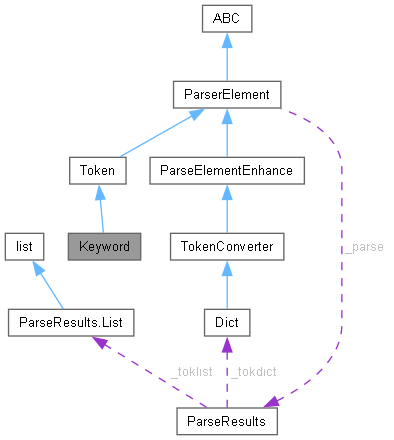 ABC
ParserElement
Token
ParseElementEnhance
Keyword
list
TokenConverter
_parse
ParseResults.List
Dict
_toklist
_tokdict
ParseResults